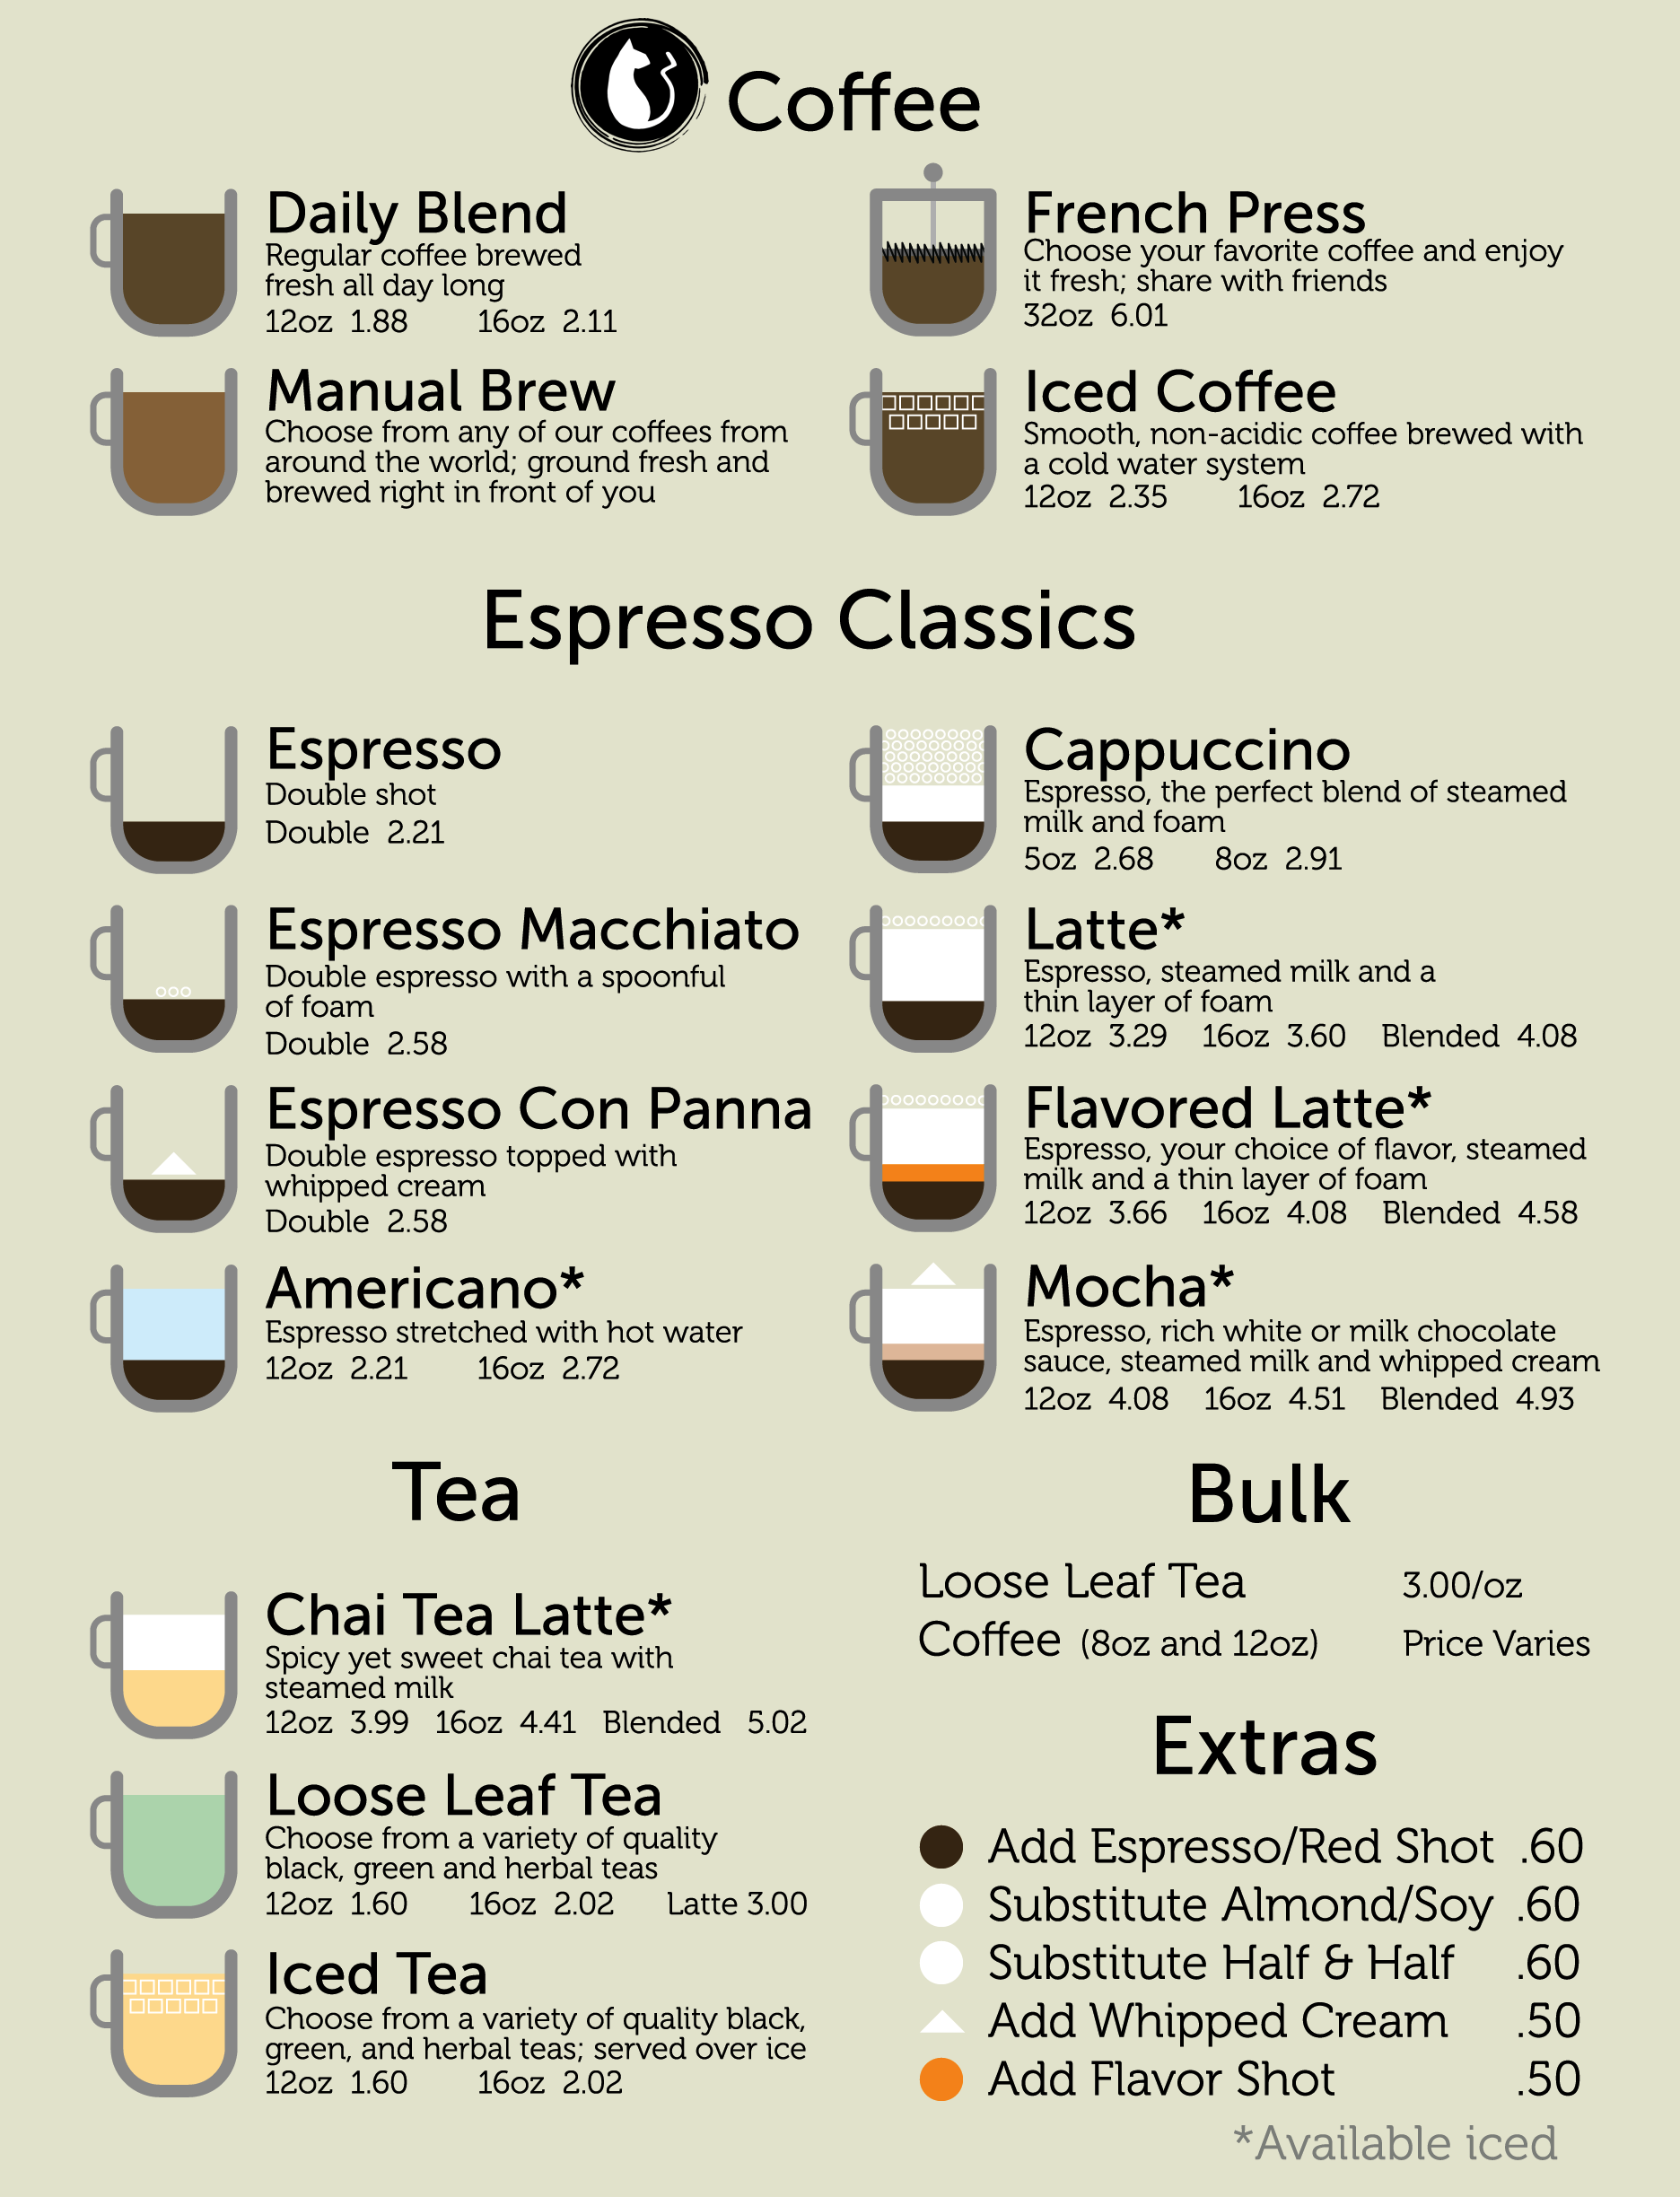 Coffee
Daily Blend
Regular coffee brewed
fresh all day long
12oz 1.88 16oz 2.11
French Press
Choose your favorite coffee and enjoy
it fresh; share with friends
32oz 6.01
Manual Brew
Choose from any of our coffees from
around the world; ground fresh and
brewed right in front of you
Iced Coffee
Smooth, non-acidic coffee brewed with
a cold water system
12oz 2.35 16oz 2.72
Espresso Classics
Espresso
Double shot
Double 2.21
Cappuccino
Espresso, the perfect blend of steamed
milk and foam
5oz 2.68 8oz 2.91
Espresso Macchiato
Double espresso with a spoonful
of foam
Double 2.58
Latte*
Espresso, steamed milk and a
thin layer of foam
12oz 3.29 16oz 3.60 Blended 4.08
Espresso Con Panna
Double espresso topped with
whipped cream
Double 2.58
Flavored Latte*
Espresso, your choice of flavor, steamed
milk and a thin layer of foam
12oz 3.66 16oz 4.08 Blended 4.58
Americano*
Espresso stretched with hot water
12oz 2.21 16oz 2.72
Mocha*
Espresso, rich white or milk chocolate
sauce, steamed milk and whipped cream
12oz 4.08 16oz 4.51 Blended 4.93
Tea
Chai Tea Latte*
Spicy yet sweet chai tea with
steamed milk
12oz 3.99 16oz 4.41 Blended 5.02
Loose Leaf Tea
Choose from a variety of quality
black, green and herbal teas
12oz 1.60 16oz 2.02 Latte 3.00
Iced Tea
Choose from a variety of quality black,
green, and herbal teas; served over ice
12oz 1.60 16oz 2.02
Bulk
Loose Leaf Tea 3.00/oz
Coffee (8oz and 12oz) Price Varies
Extras
Add Espresso/Red Shot .60
Substitute Almond/Soy .60
Substitute Half & Half .60
Add Whipped Cream .50
Add Flavor Shot .50
*Available iced